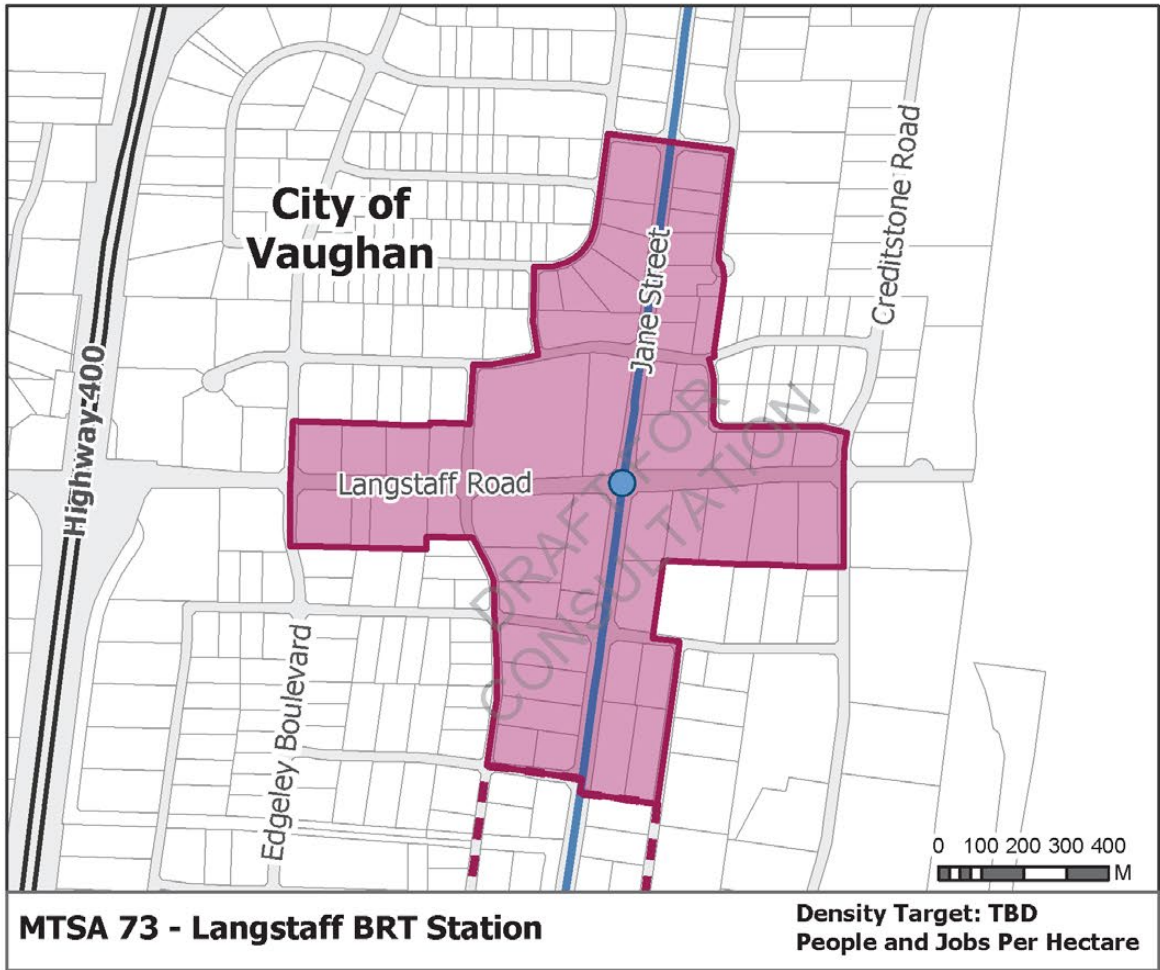 City of
Vaughan
Creditstone Road
Jane Street
Highway 400
Langstaff Road
DRAFT FOR
CONSULTATION
Edgeley Boulevard
0 100 200 300 400
M
MTSA 73 - Langstaff BRT Station
Density Target: TBD
People and Jobs Per Hectare